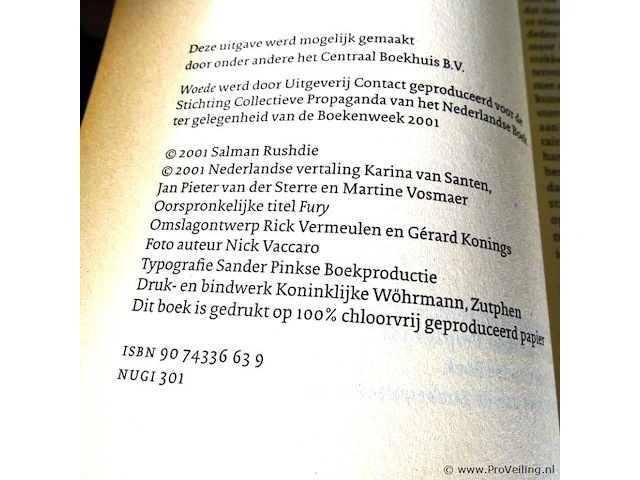 Deze uitgave werd mogelijk gemaakt
door onder andere het Centraal Boekhuis B.V.
Woede werd door Uitgeverij Contact geproduceerd voor de
Stichting Collectieve Propaganda van het Nederlandse Boek
ter gelegenheid van de Boekenweek 2001
© 2001 Salman Rushdie
© 2001 Nederlandse vertaling Karina van Santen,
Jan Pieter van der Sterre en Martine Vosmaer
Oorspronkelijke titel Fury
Omslagontwerp Rick Vermeulen en Gérard Konings
Foto auteur Nick Vaccaro
Typografie Sander Pinkse Boekproductie
Druk- en bindwerk Koninklijke Wöhrmann, Zutphen
Dit boek is gedrukt op 100% chloorvrij geproduceerd papier
ISBN 90 74336 63 9
NUGI 301
© www.ProVeiling.nl